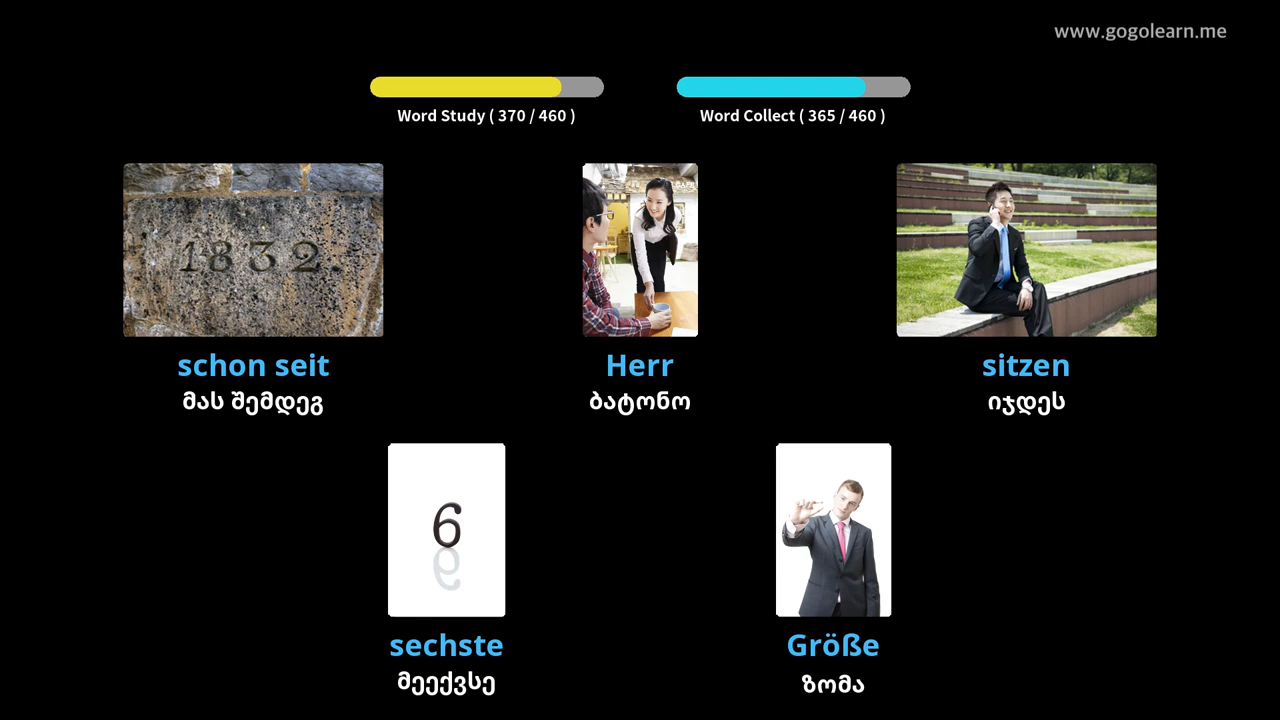 www.gogolearn.me
Word Study ( 370 / 460 )
Word Collect ( 365 / 460 )
1832.
schon seit
მას შემდეგ
Herr
ბატონო
sitzen
იჯდეს
6
sechste
მეექვსე
Größe
ზომა